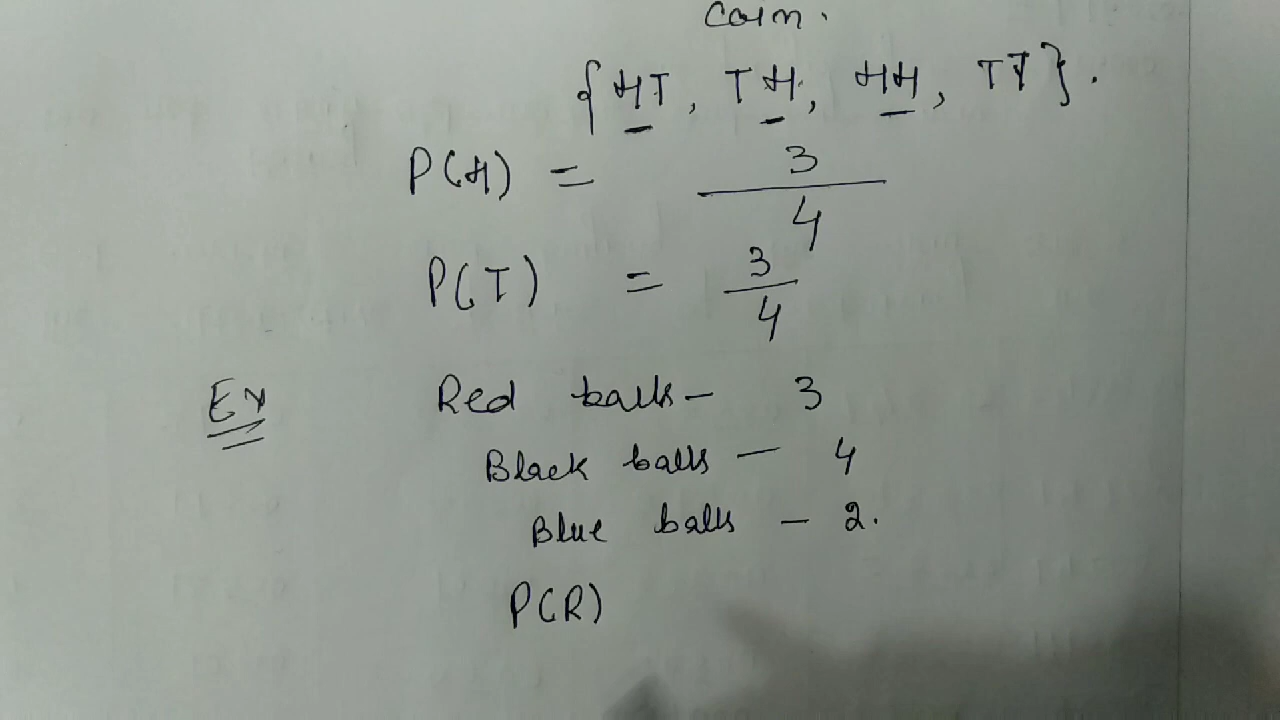 Coin.
{HT, TH, HH, TT}.
P(H) = 3/4
P(T) = 3/4
Ex Red balls - 3
Black balls - 4
Blue balls - 2.
P(R)